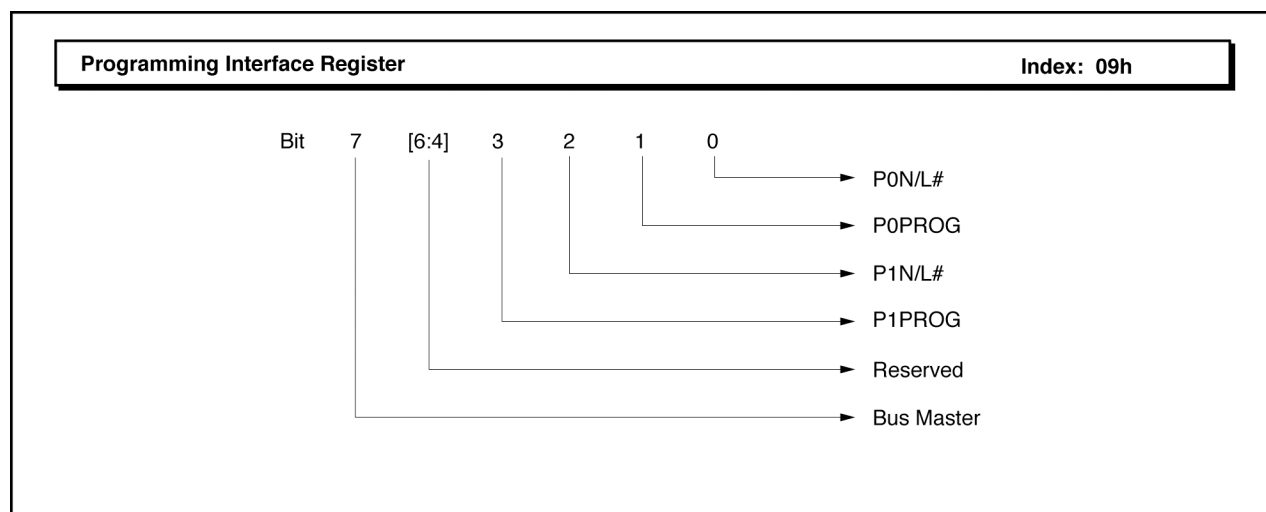 Programming Interface Register Index: 09h
Bit 7 [6:4] 3 2 1 0
P0N/L#
P0PROG
P1N/L#
P1PROG
Reserved
Bus Master